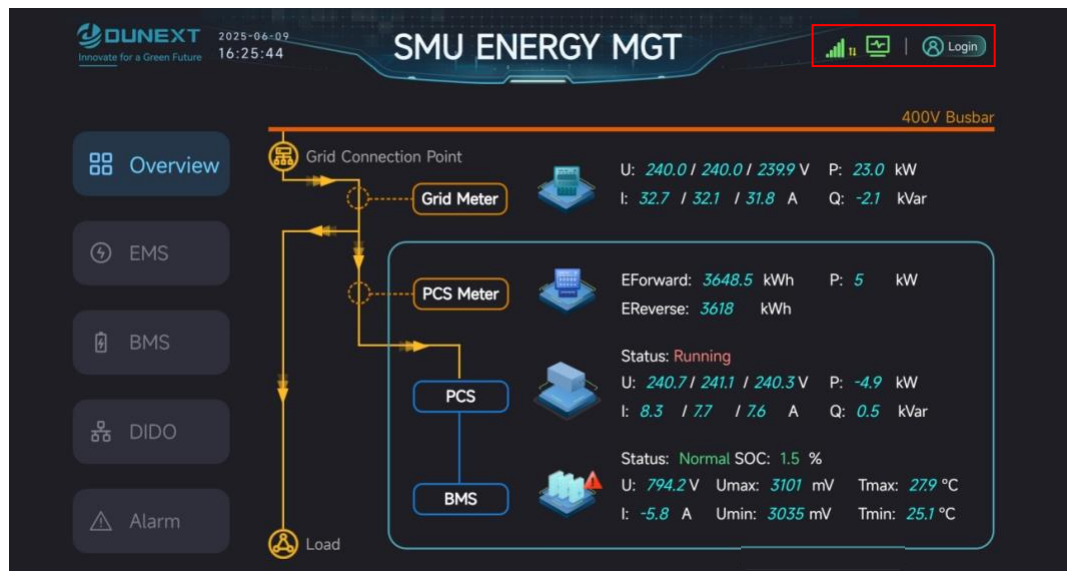 DUNEXT
Innovate for a Green Future
2025-06-09
16:25:44
SMU ENERGY MGT
Login
400V Busbar
Overview
EMS
BMS
DIDO
Alarm
Grid Connection Point
Grid Meter
U: 240.0 / 240.0 / 239.9 V P: 23.0 kW
I: 32.7 / 32.1 / 31.8 A Q: -2.1 kVar
PCS Meter
EForward: 3648.5 kWh P: 5 kW
EReverse: 3618 kWh
PCS
Status: Running
U: 240.7 / 241.1 / 240.3 V P: -4.9 kW
I: 8.3 / 7.7 / 7.6 A Q: 0.5 kVar
BMS
Status: Normal SOC: 1.5 %
U: 794.2 V Umax: 3101 mV Tmax: 27.9 °C
I: -5.8 A Umin: 3035 mV Tmin: 25.1 °C
Load